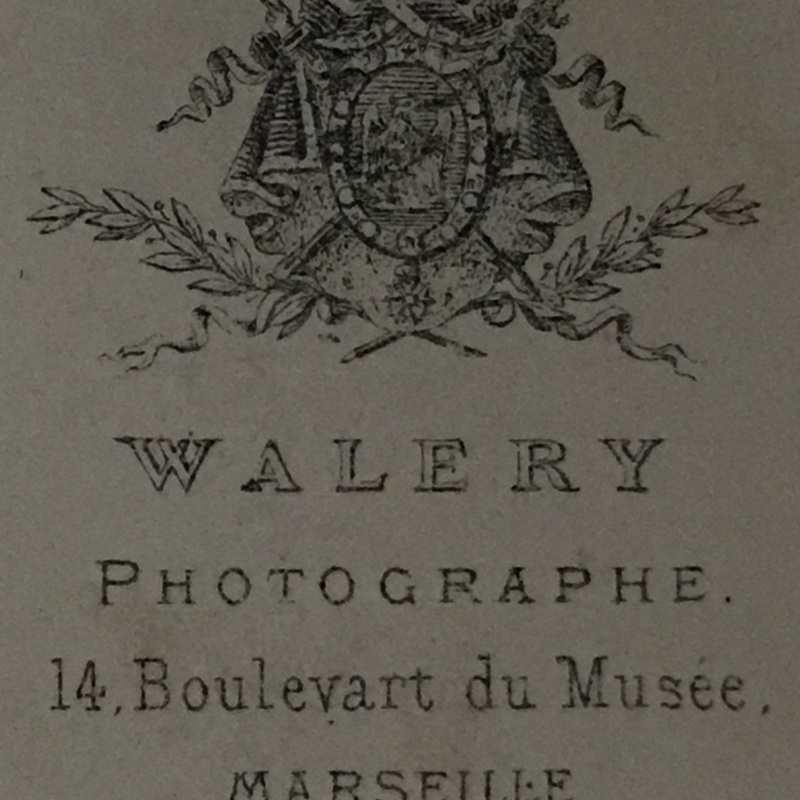 WALERY
PHOTOGRAPHE.
14, Boulevart du Musée,
MARSEILLE